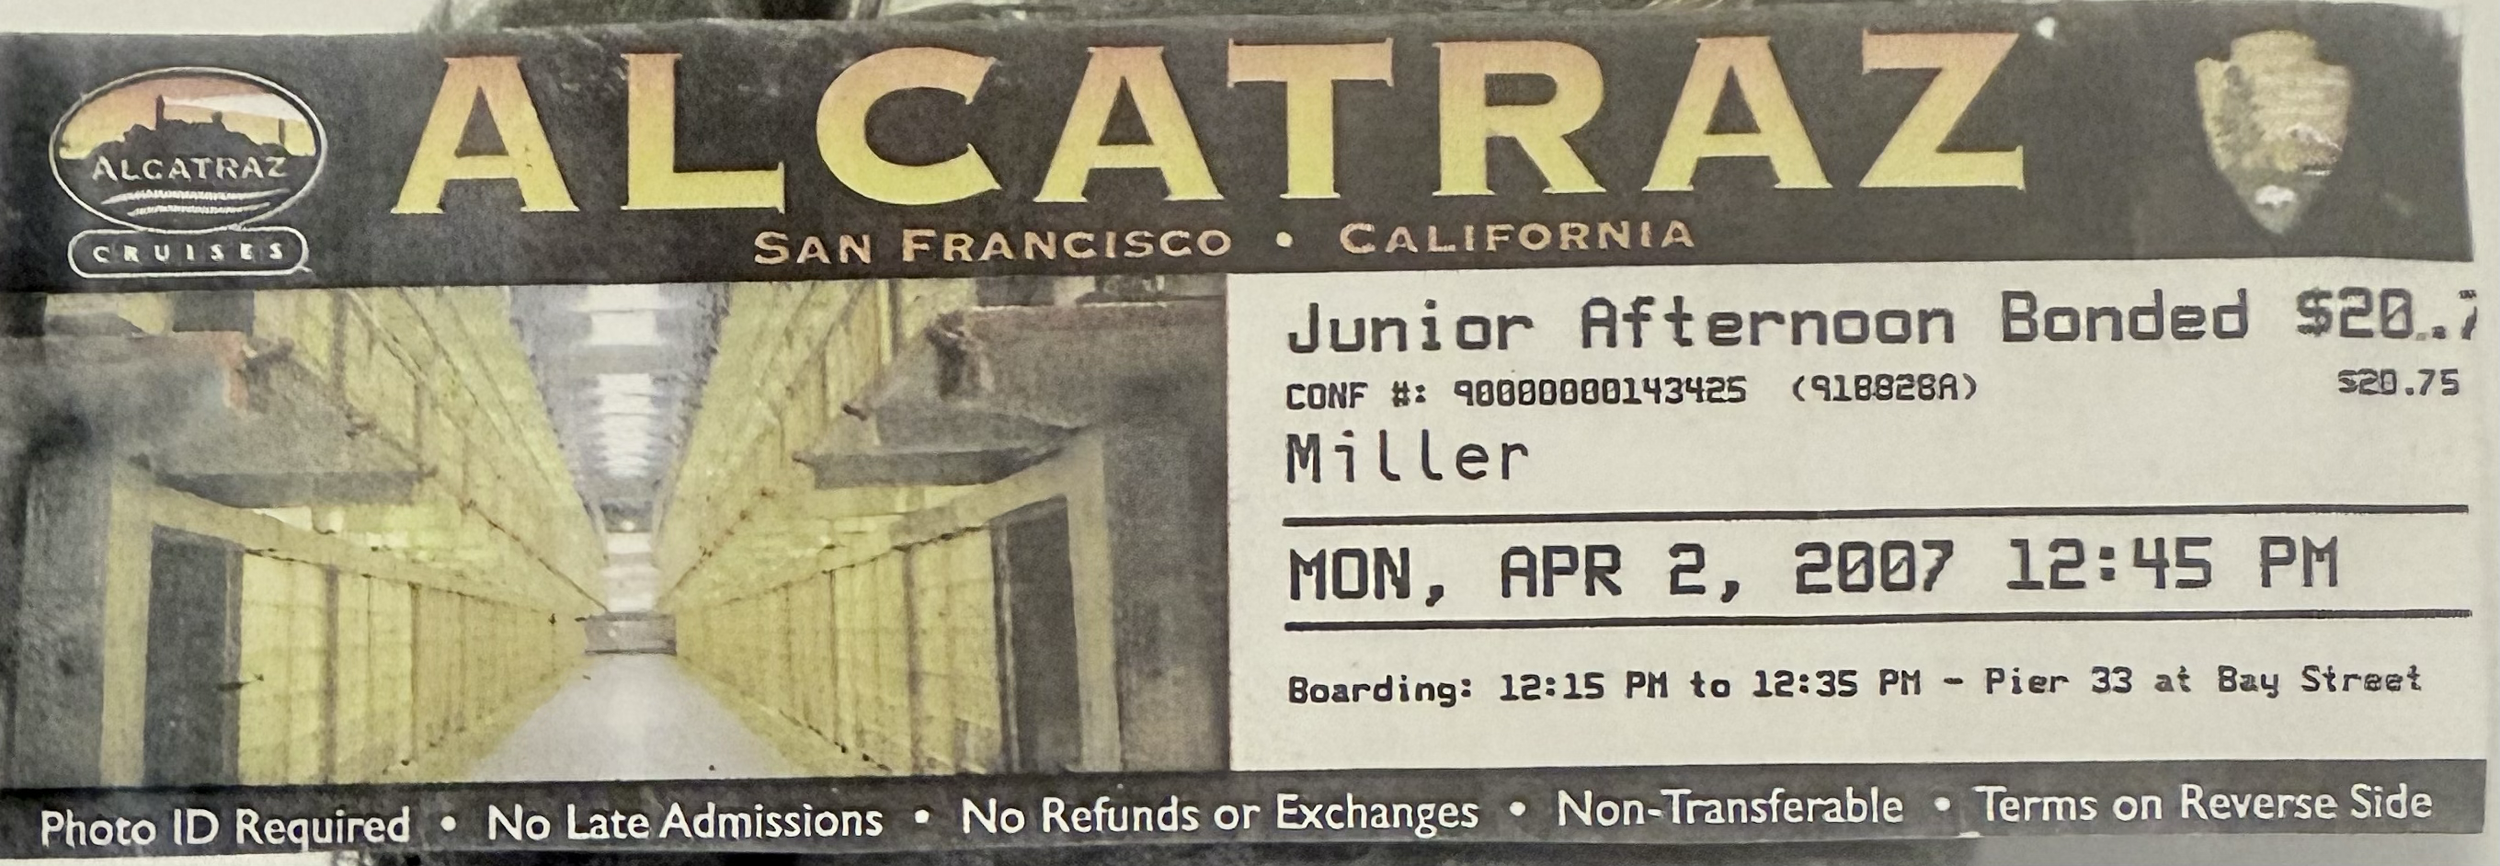 ALCATRAZ
SAN FRANCISCO • CALIFORNIA
ALCATRAZ
CRUISES
Junior Afternoon Bonded $20.7
CONF #: 90000000143425 (918828A) $20.75
Miller
MON, APR 2, 2007 12:45 PM
Boarding: 12:15 PM to 12:35 PM - Pier 33 at Bay Street
Photo ID Required • No Late Admissions • No Refunds or Exchanges • Non-Transferable • Terms on Reverse Side